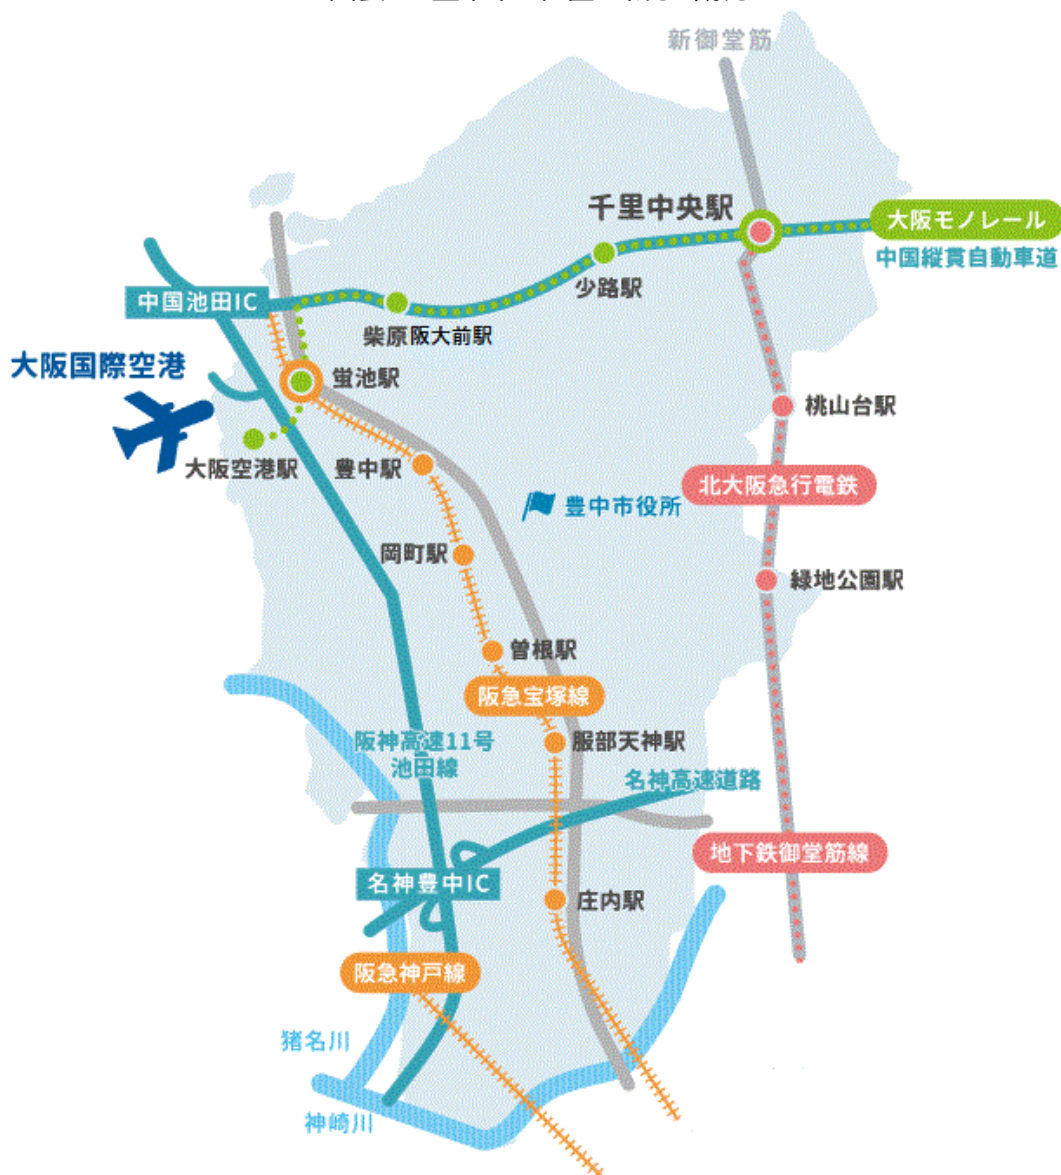 新御堂筋
千里中央駅
大阪モノレール
中国縦貫自動車道
少路駅
中国池田IC
柴原阪大前駅
大阪国際空港
蛍池駅
桃山台駅
大阪空港駅
豊中駅
北大阪急行電鉄
豊中市役所
岡町駅
緑地公園駅
曽根駅
阪急宝塚線
阪神高速11号
池田線
服部天神駅
名神高速道路
地下鉄御堂筋線
名神豊中IC
庄内駅
阪急神戸線
猪名川
神崎川